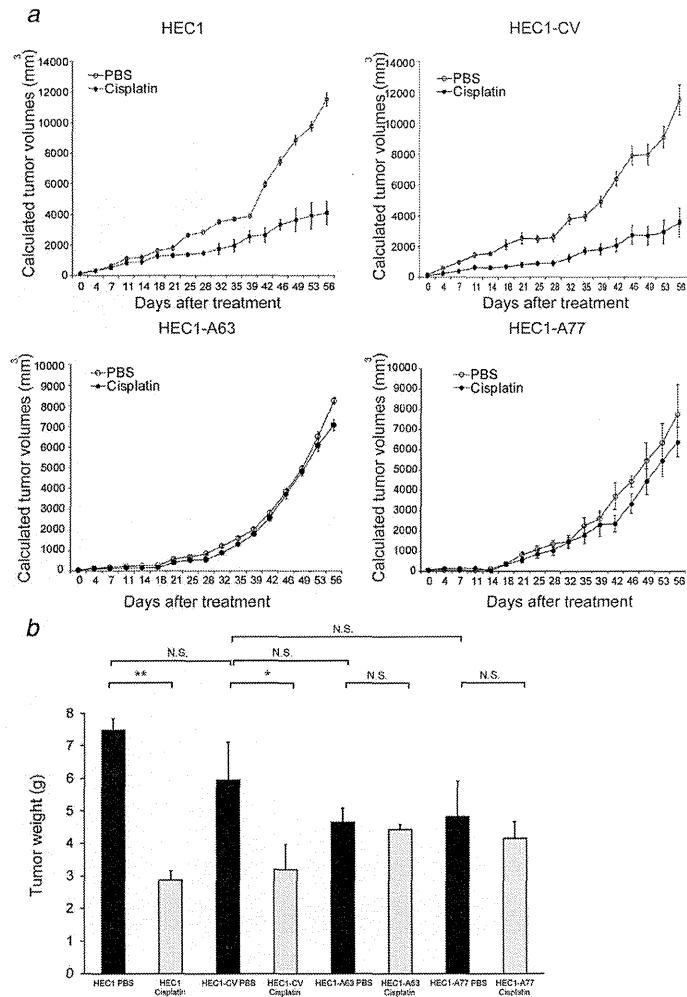 a
HEC1
Calculated tumor volumes (mm3)
14000
12000
10000
8000
6000
4000
2000
0
PBS
Cisplatin
0 4 7 11 14 18 21 25 28 32 35 39 42 46 49 53 56
Days after treatment
HEC1-CV
Calculated tumor volumes (mm3)
14000
12000
10000
8000
6000
4000
2000
0
PBS
Cisplatin
0 4 7 11 14 18 21 25 28 32 35 39 42 46 49 53 56
Days after treatment
HEC1-A63
Calculated tumor volumes (mm3)
10000
9000
8000
7000
6000
5000
4000
3000
2000
1000
0
PBS
Cisplatin
0 4 7 11 14 18 21 25 28 32 35 39 42 46 49 53 56
Days after treatment
HEC1-A77
Calculated tumor volumes (mm3)
10000
9000
8000
7000
6000
5000
4000
3000
2000
1000
0
PBS
Cisplatin
0 4 7 11 14 18 21 25 28 32 35 39 42 46 49 53 56
Days after treatment
b
N.S.
N.S. N.S.
** * N.S. N.S.
Tumor weight (g)
8
7
6
5
4
3
2
1
0
HEC1 PBS
HEC1 Cisplatin
HEC1-CV PBS
HEC1-CV Cisplatin
HEC1-A63 PBS
HEC1-A63 Cisplatin
HEC1-A77 PBS
HEC1-A77 Cisplatin